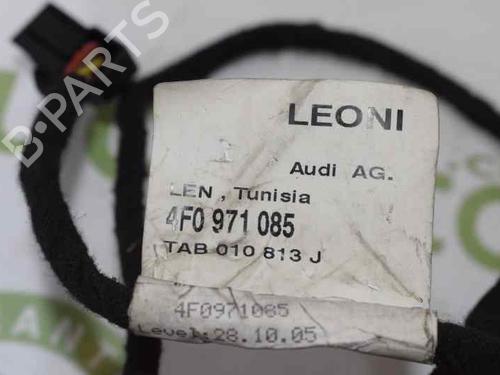 B-Parts
LEONI
Audi AG.
LEN , Tunisia
4F0 971 085
TAB 010 813 J
4F0971085
Level:28.10.05